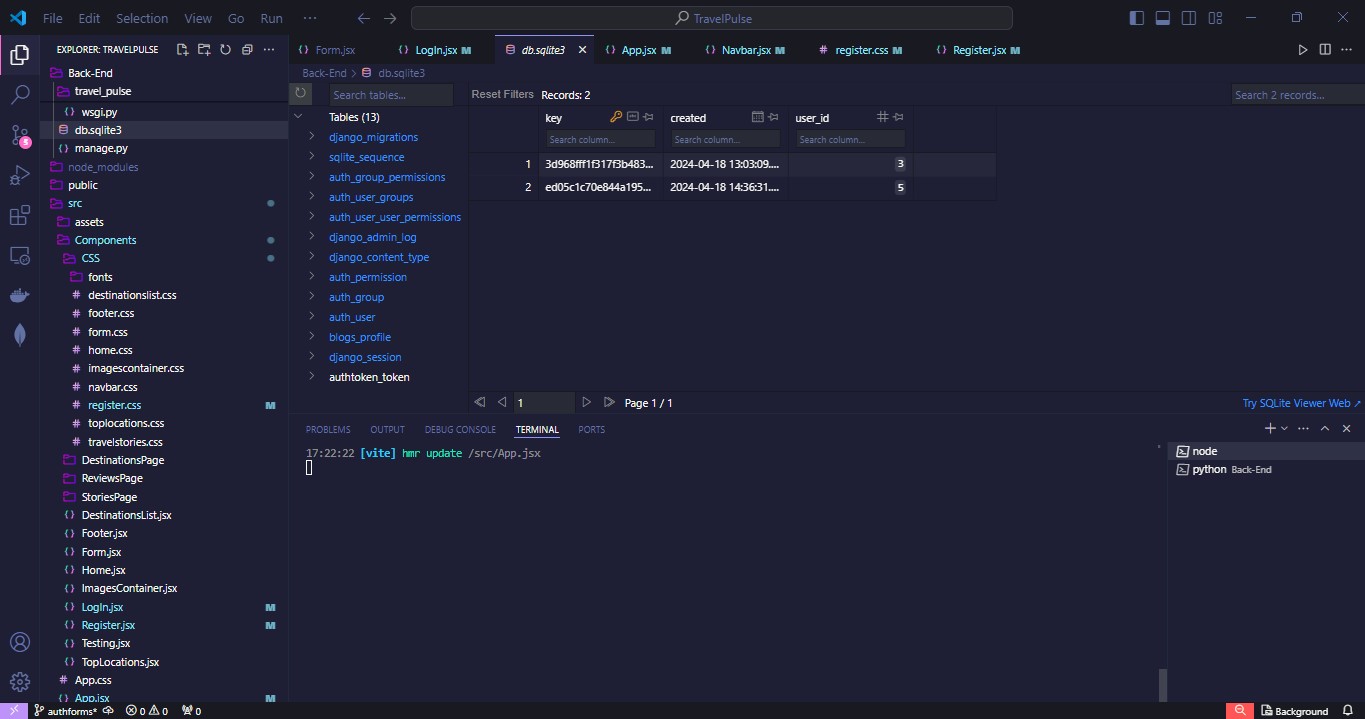 File Edit Selection View Go Run ··· TravelPulse
EXPLORER: TRAVELPULSE
Back-End
travel_pulse
wsgi.py
db.sqlite3
manage.py
node_modules
public
src
assets
Components
CSS
fonts
# destinationslist.css
# footer.css
# form.css
# home.css
# imagescontainer.css
# navbar.css
# register.css M
# toplocations.css
# travelstories.css
DestinationsPage
ReviewsPage
StoriesPage
DestinationsList.jsx
Footer.jsx
Form.jsx
Home.jsx
ImagesContainer.jsx
LogIn.jsx M
Register.jsx M
Testing.jsx
TopLocations.jsx
# App.css
App.jsx M
Form.jsx LogIn.jsx M db.sqlite3 App.jsx M Navbar.jsx M # register.css M Register.jsx M
Back-End > db.sqlite3
Search tables... Reset Filters Records: 2 Search 2 records...
Tables (13)
django_migrations
sqlite_sequence
auth_group_permissions
auth_user_groups
auth_user_user_permissions
django_admin_log
django_content_type
auth_permission
auth_group
auth_user
blogs_profile
django_session
authtoken_token
key created user_id
Search column... Search column... Search column...
1 3d968fff1f317f3b483... 2024-04-18 13:03:09.... 3
2 ed05c1c70e844a195... 2024-04-18 14:36:31.... 5
1 Page 1 / 1 Try SQLite Viewer Web
PROBLEMS OUTPUT DEBUG CONSOLE TERMINAL PORTS
17:22:22 [vite] hmr update /src/App.jsx
node
python Back-End
authforms* 0 0 0 Background